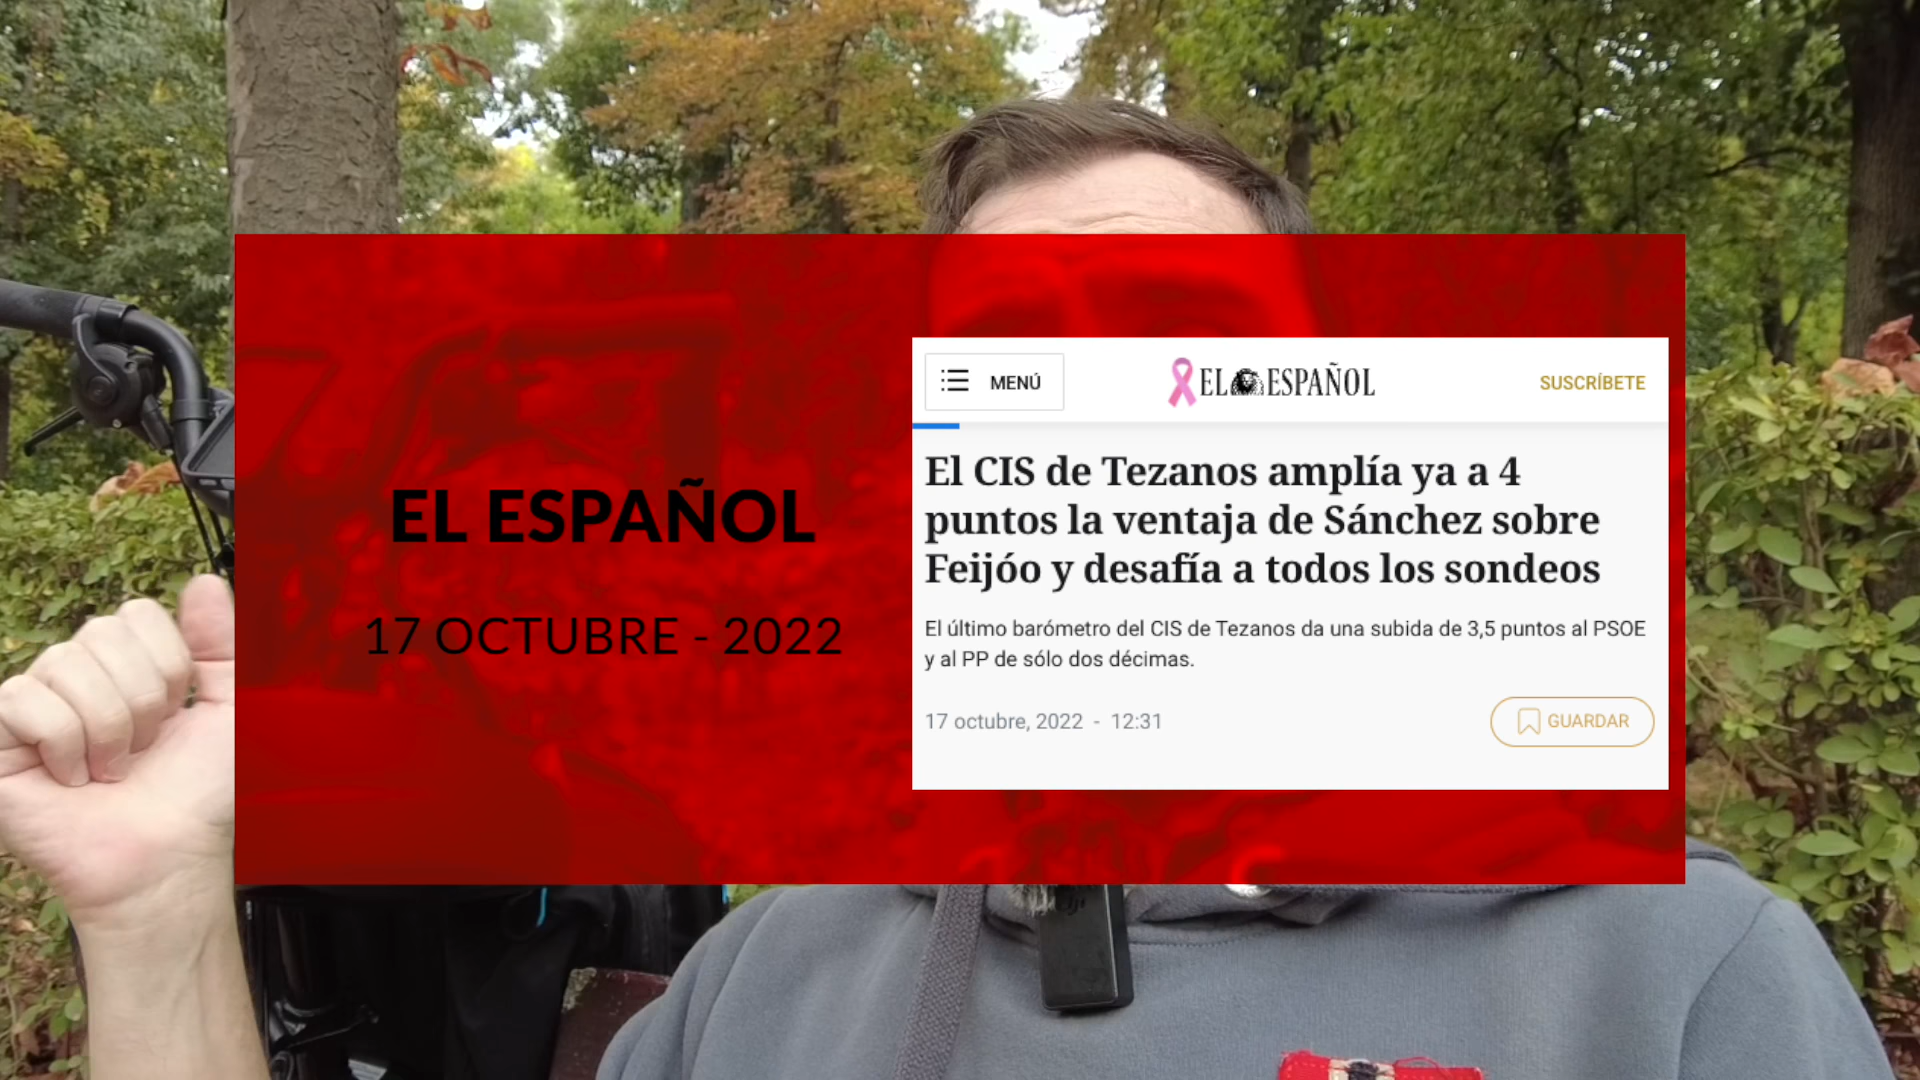 EL ESPAÑOL
17 OCTUBRE - 2022
MENÚ
EL ESPAÑOL
SUSCRÍBETE
El CIS de Tezanos amplía ya a 4
puntos la ventaja de Sánchez sobre
Feijóo y desafía a todos los sondeos
El último barómetro del CIS de Tezanos da una subida de 3,5 puntos al PSOE
y al PP de sólo dos décimas.
17 octubre, 2022 - 12:31
GUARDAR
dji